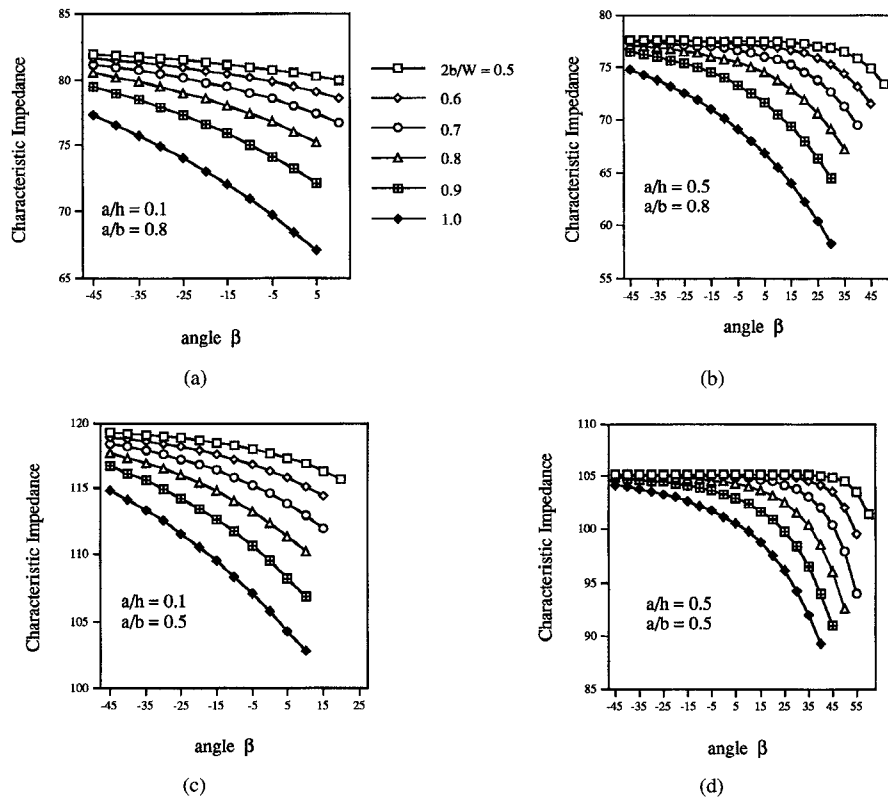 Characteristic Impedance
85
80
75
70
65
a/h = 0.1
a/b = 0.8
-45 -35 -25 -15 -5 5
angle β
(a)
2b/W = 0.5
0.6
0.7
0.8
0.9
1.0
Characteristic Impedance
80
75
70
65
60
55
a/h = 0.5
a/b = 0.8
-45 -35 -25 -15 -5 5 15 25 35 45
angle β
(b)
Characteristic Impedance
120
115
110
105
100
a/h = 0.1
a/b = 0.5
-45 -35 -25 -15 -5 5 15 25
angle β
(c)
Characteristic Impedance
110
105
100
95
90
85
a/h = 0.5
a/b = 0.5
-45 -35 -25 -15 -5 5 15 25 35 45 55
angle β
(d)